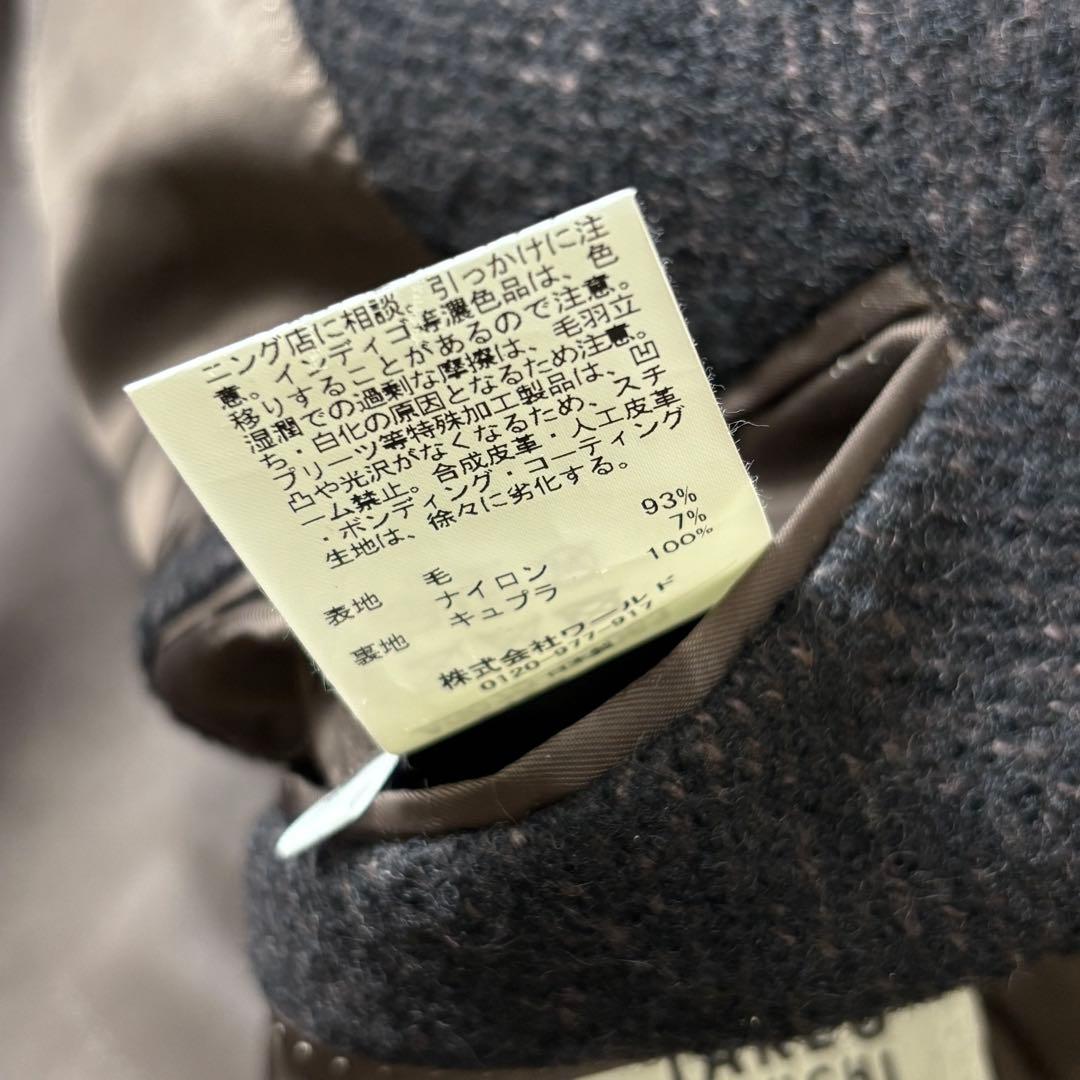 ニング店に相談。引っかけに注
意。インディゴ等濃色品は、色
移りすることがあるので注意。
湿潤での過剰な摩擦は、毛羽立
ち・白化の原因となるため注意。
プリーツ等特殊加工製品は、凹
凸や光沢がなくなるため、スチ
ーム禁止。合成皮革・人工皮革
・ボンディング・コーティング
生地は、徐々に劣化する。
表地 毛 93%
ナイロン 7%
裏地 キュプラ 100%
株式会社ワールド
0120-977-917
TAKEO